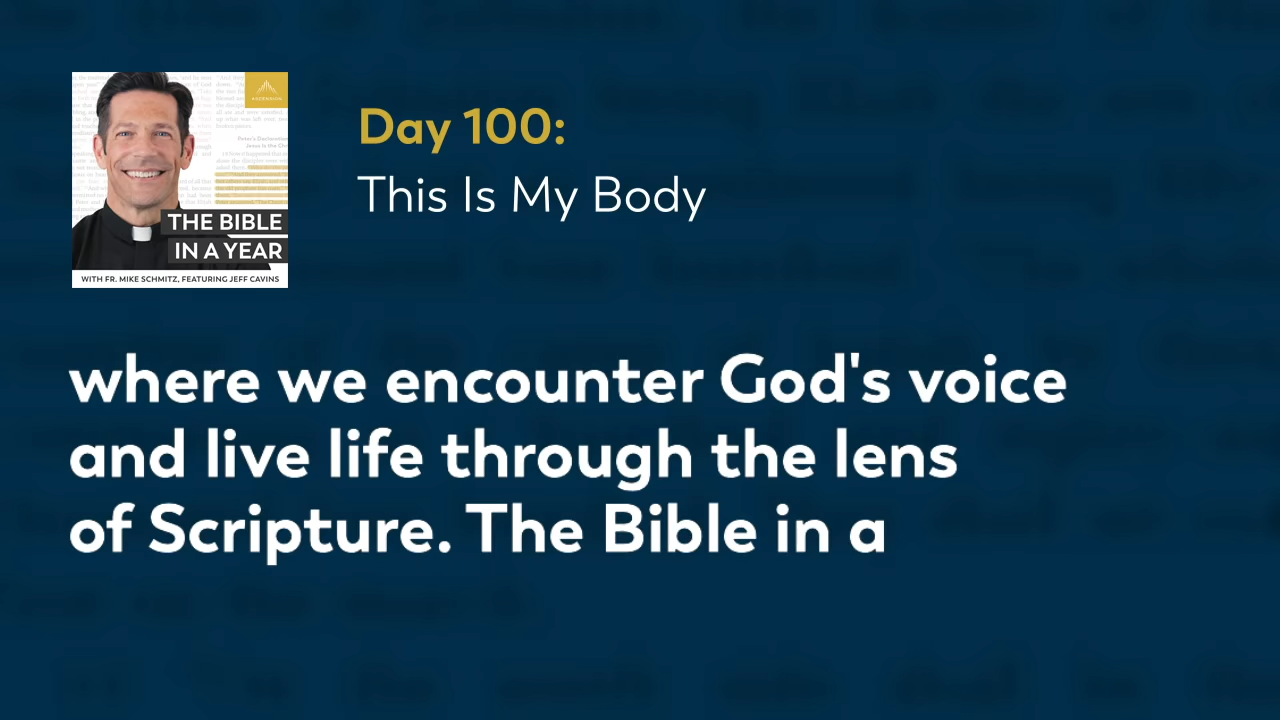 ASCENSION
THE BIBLE
IN A YEAR
WITH FR. MIKE SCHMITZ, FEATURING JEFF CAVINS
Day 100:
This Is My Body
where we encounter God's voice
and live life through the lens
of Scripture. The Bible in a